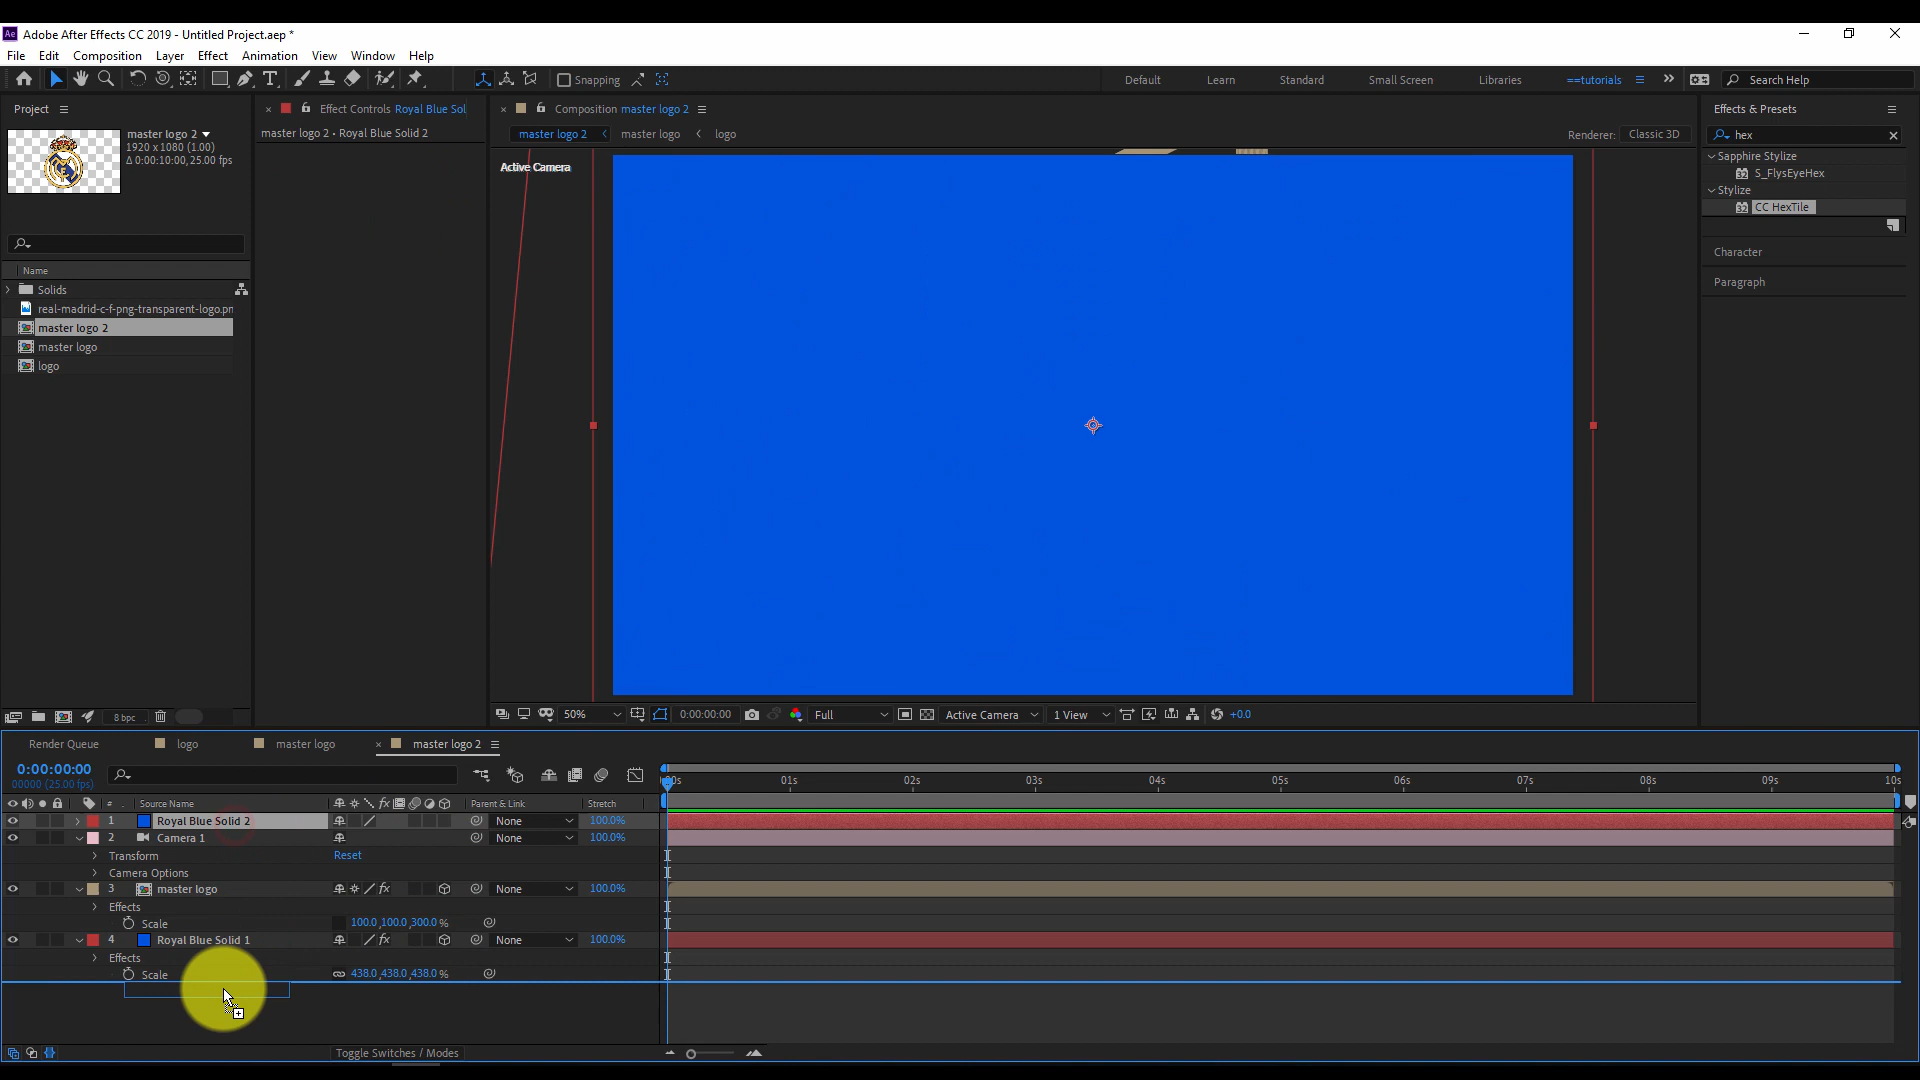 Ae Adobe After Effects CC 2019 - Untitled Project.aep *
File Edit Composition Layer Effect Animation View Window Help
Snapping Default Learn Standard Small Screen Libraries ==tutorials Search Help
Project
master logo 2
1920 x 1080 (1.00)
Δ 0:00:10:00, 25.00 fps
Name
Solids
real-madrid-c-f-png-transparent-logo.pn
master logo 2
master logo
logo
8 bpc
Effect Controls Royal Blue Sol
master logo 2 • Royal Blue Solid 2
Composition master logo 2
master logo 2 master logo logo
Renderer: Classic 3D
Active Camera
50% 0:00:00:00 Full Active Camera 1 View +0.0
Effects & Presets
hex
Sapphire Stylize
32 S_FlysEyeHex
Stylize
32 CC HexTile
Character
Paragraph
Render Queue logo master logo master logo 2
0:00:00:00
00000 (25.00 fps)
:00s 01s 02s 03s 04s 05s 06s 07s 08s 09s 10s
# Source Name fx Parent & Link Stretch
1 Royal Blue Solid 2 None 100.0%
2 Camera 1 None 100.0%
Transform Reset
Camera Options
3 master logo fx None 100.0%
Effects
Scale 100.0,100.0,300.0 %
4 Royal Blue Solid 1 fx None 100.0%
Effects
Scale 438.0,438.0,438.0 %
Toggle Switches / Modes